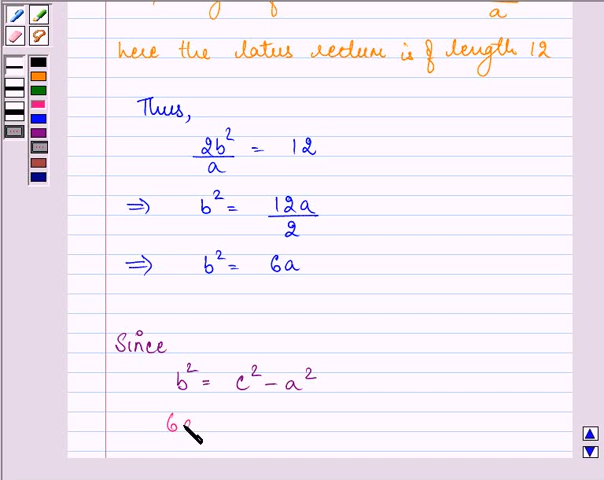 a
here the latus rectum is of length 12
Thus,
2b²/a = 12
⇒ b² = 12a/2
⇒ b² = 6a
Since
b² = c² - a²
6